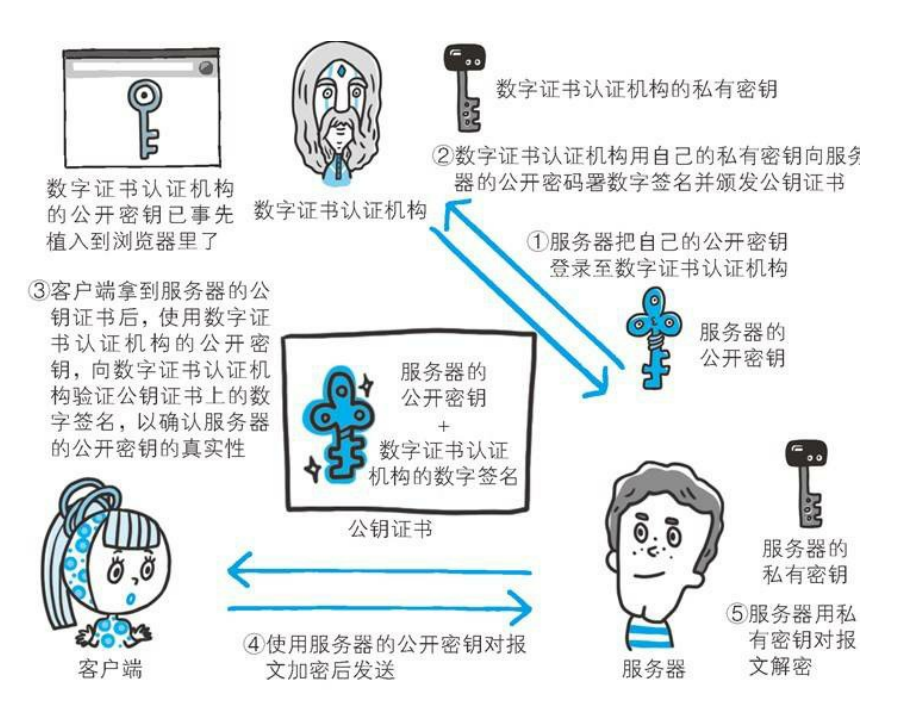 数字证书认证机构的私有密钥
②数字证书认证机构用自己的私有密钥向服务
器的公开密码署数字签名并颁发公钥证书
数字证书认证机构
的公开密钥已事先
植入到浏览器里了
数字证书认证机构
①服务器把自己的公开密钥
登录至数字证书认证机构
③客户端拿到服务器的公
钥证书后，使用数字证
书认证机构的公开密
钥，向数字证书认证机
构验证公钥证书上的数
字签名，以确认服务器
的公开密钥的真实性
服务器的
公开密钥
服务器的
公开密钥
+
数字证书认证
机构的数字签名
公钥证书
服务器的
私有密钥
④使用服务器的公开密钥对报
文加密后发送
⑤服务器用私
有密钥对报
文解密
客户端
服务器